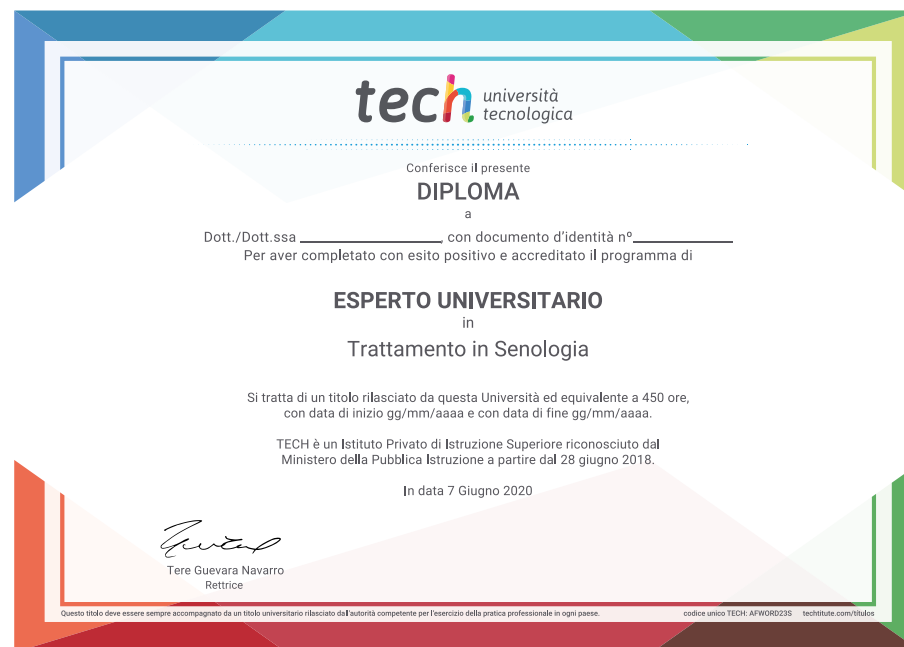 tech università
tecnologica
Conferisce il presente
DIPLOMA
a
Dott./Dott.ssa ____________________, con documento d'identità nº______________
Per aver completato con esito positivo e accreditato il programma di
ESPERTO UNIVERSITARIO
in
Trattamento in Senologia
Si tratta di un titolo rilasciato da questa Università ed equivalente a 450 ore,
con data di inizio gg/mm/aaaa e con data di fine gg/mm/aaaa.
TECH è un Istituto Privato di Istruzione Superiore riconosciuto dal
Ministero della Pubblica Istruzione a partire dal 28 giugno 2018.
In data 7 Giugno 2020
Tere Guevara Navarro
Rettrice
Questo titolo deve essere sempre accompagnato da un titolo universitario rilasciato dall'autorità competente per l'esercizio della pratica professionale in ogni paese. codice unico TECH: AFWORD23S techtitute.com/titulos